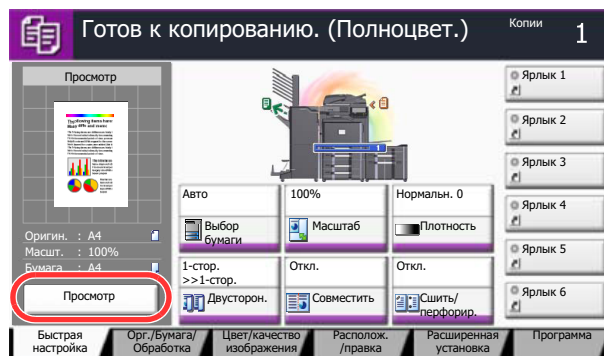 Готов к копированию. (Полноцвет.)
Копии
1
Просмотр
Оригин. : A4
Масшт. : 100%
Бумага : A4
Просмотр
1
Авто
Выбор
бумаги
100%
Масштаб
Нормальн. 0
Плотность
1-стор.
>>1-стор.
Двусторон.
Откл.
Совместить
Откл.
Сшить/
перфорир.
Ярлык 1
Ярлык 2
Ярлык 3
Ярлык 4
Ярлык 5
Ярлык 6
Быстрая
настройка
Орг./Бумага/
Обработка
Цвет/качество
изображения
Располож.
/правка
Расширенная
установка
Программа